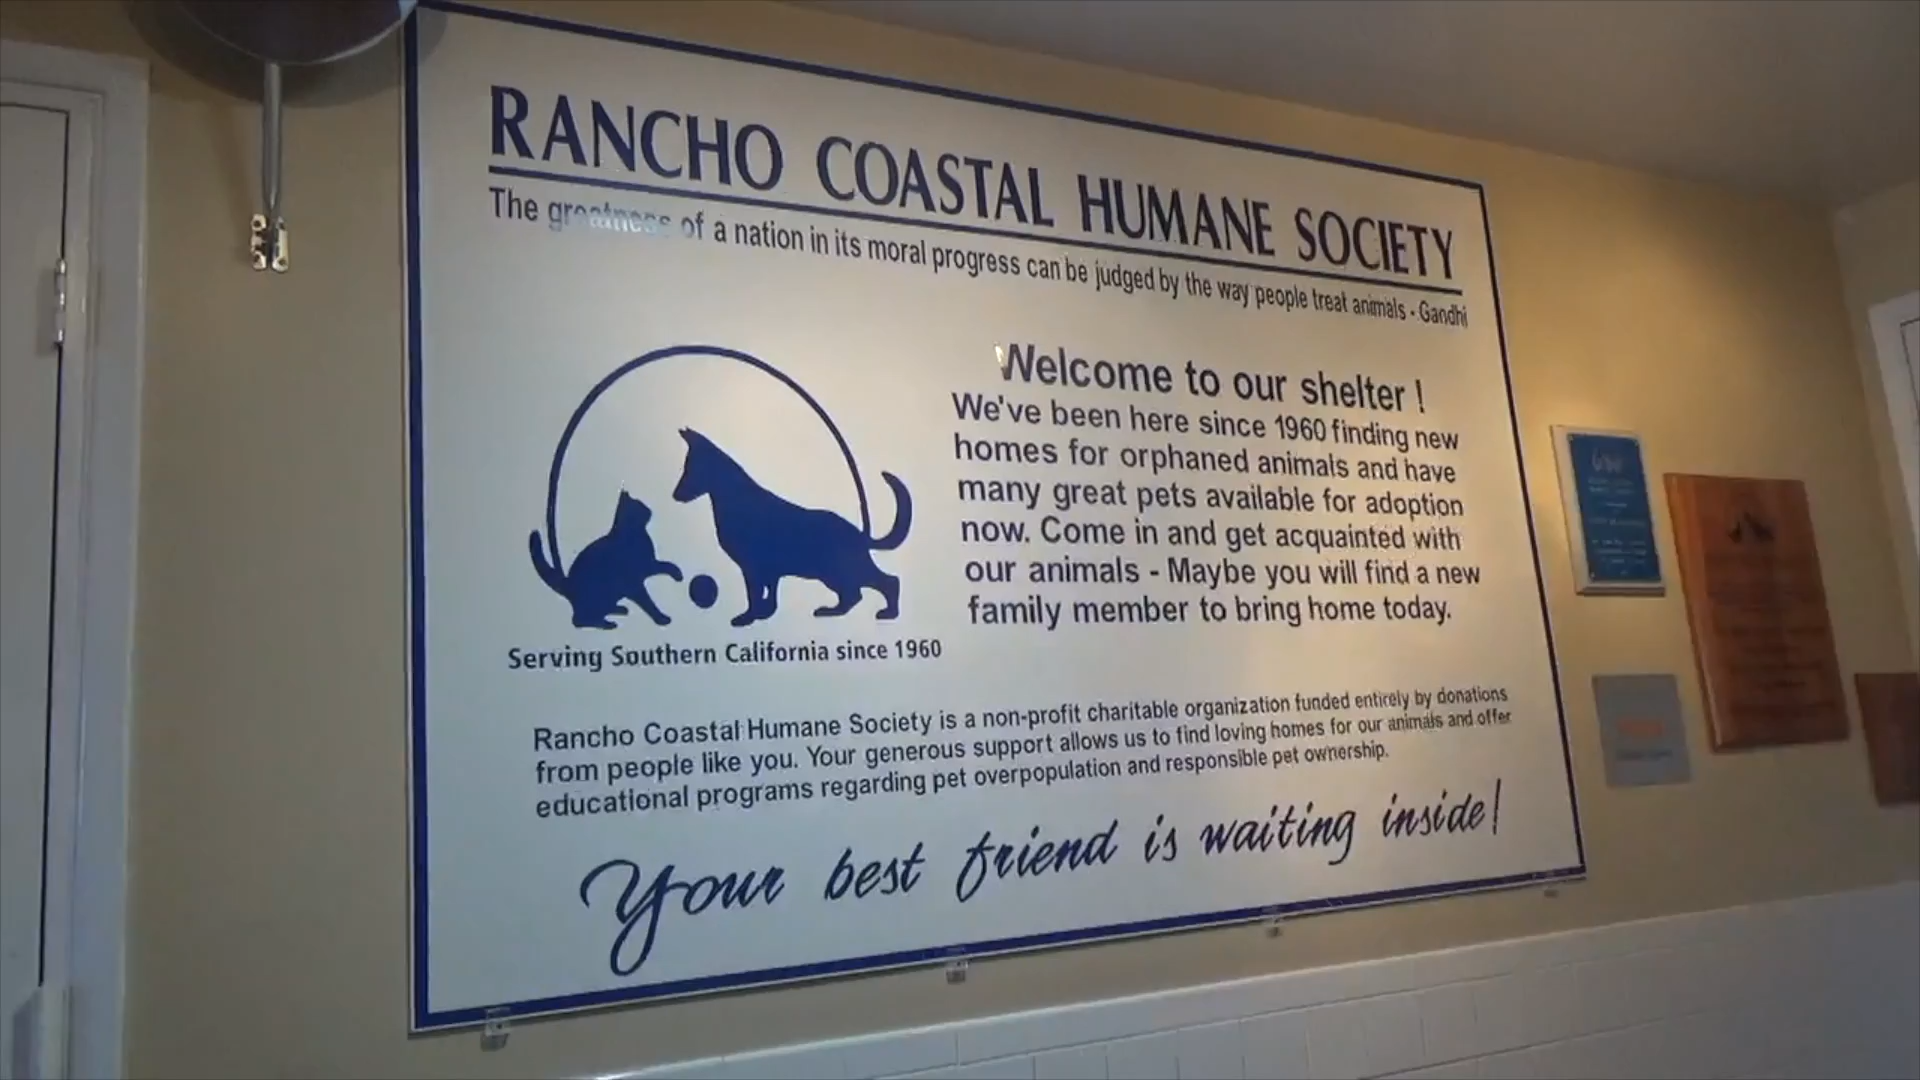 RANCHO COASTAL HUMANE SOCIETY
The greatness of a nation in its moral progress can be judged by the way people treat animals - Gandhi
Welcome to our shelter !
We've been here since 1960 finding new
homes for orphaned animals and have
many great pets available for adoption
now. Come in and get acquainted with
our animals - Maybe you will find a new
family member to bring home today.
Serving Southern California since 1960
Rancho Coastal Humane Society is a non-profit charitable organization funded entirely by donations
from people like you. Your generous support allows us to find loving homes for our animals and offer
educational programs regarding pet overpopulation and responsible pet ownership.
Your best friend is waiting inside!